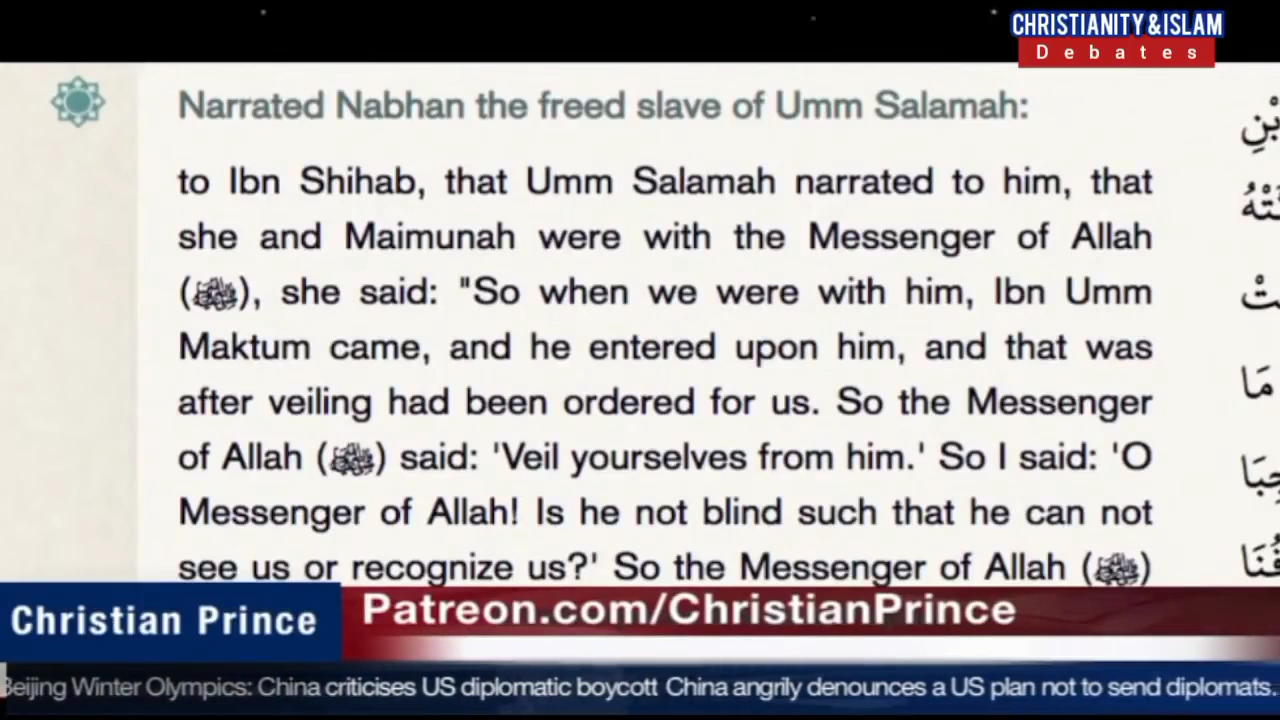 CHRISTIANITY & ISLAM
Debates
Narrated Nabhan the freed slave of Umm Salamah:
to Ibn Shihab, that Umm Salamah narrated to him, that
she and Maimunah were with the Messenger of Allah
(ﷺ), she said: "So when we were with him, Ibn Umm
Maktum came, and he entered upon him, and that was
after veiling had been ordered for us. So the Messenger
of Allah (ﷺ) said: 'Veil yourselves from him.' So I said: 'O
Messenger of Allah! Is he not blind such that he can not
see us or recognize us?' So the Messenger of Allah (ﷺ)
مَا
Christian Prince
Patreon.com/ChristianPrince
Beijing Winter Olympics: China criticises US diplomatic boycott China angrily denounces a US plan not to send diplomats.